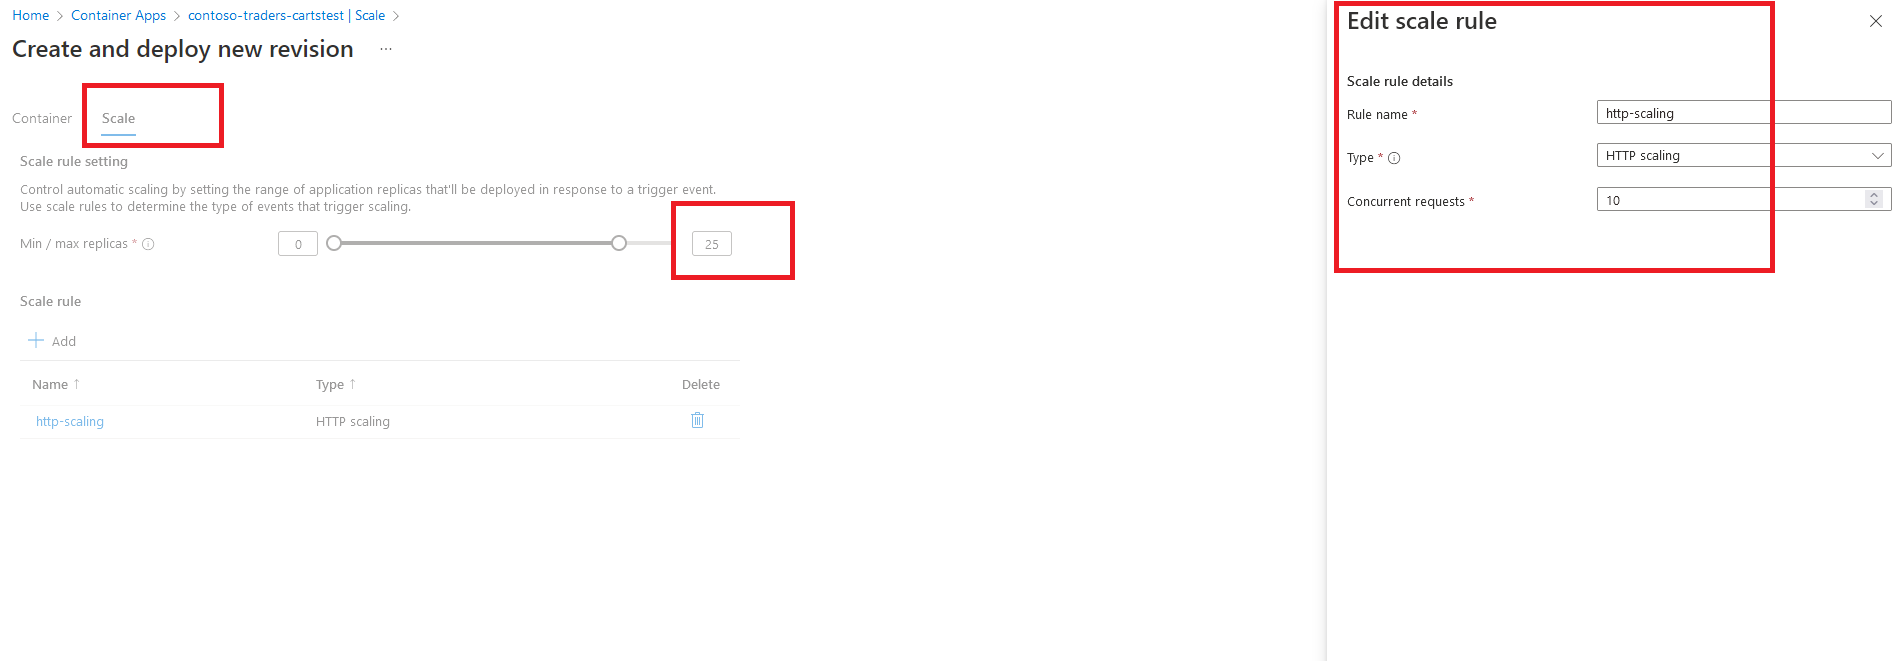 Home > Container Apps > contoso-traders-cartstest | Scale >
Create and deploy new revision ...
Container Scale
Scale rule setting
Control automatic scaling by setting the range of application replicas that'll be deployed in response to a trigger event.
Use scale rules to determine the type of events that trigger scaling.
Min / max replicas * 0 25
Scale rule
+ Add
Name ↑ Type ↑ Delete
http-scaling HTTP scaling
Edit scale rule
Scale rule details
Rule name * http-scaling
Type * HTTP scaling
Concurrent requests * 10